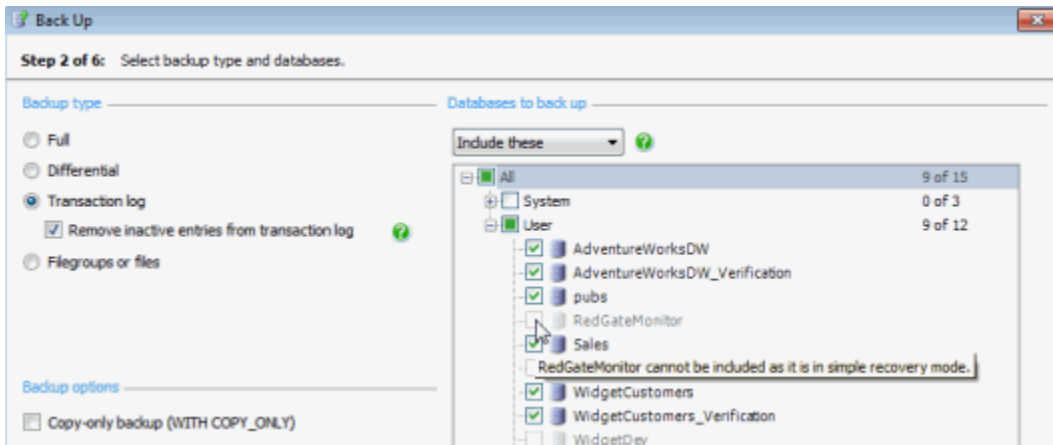 Back Up
Step 2 of 6: Select backup type and databases.
Backup type
Full
Differential
Transaction log
Remove inactive entries from transaction log
Filegroups or files
Backup options
Copy-only backup (WITH COPY_ONLY)
Databases to back up
Include these
All 9 of 15
System 0 of 3
User 9 of 12
AdventureWorksDW
AdventureWorksDW_Verification
pubs
RedGateMonitor
Sales
RedGateMonitor cannot be included as it is in simple recovery mode.
WidgetCustomers
WidgetCustomers_Verification
WidgetDev